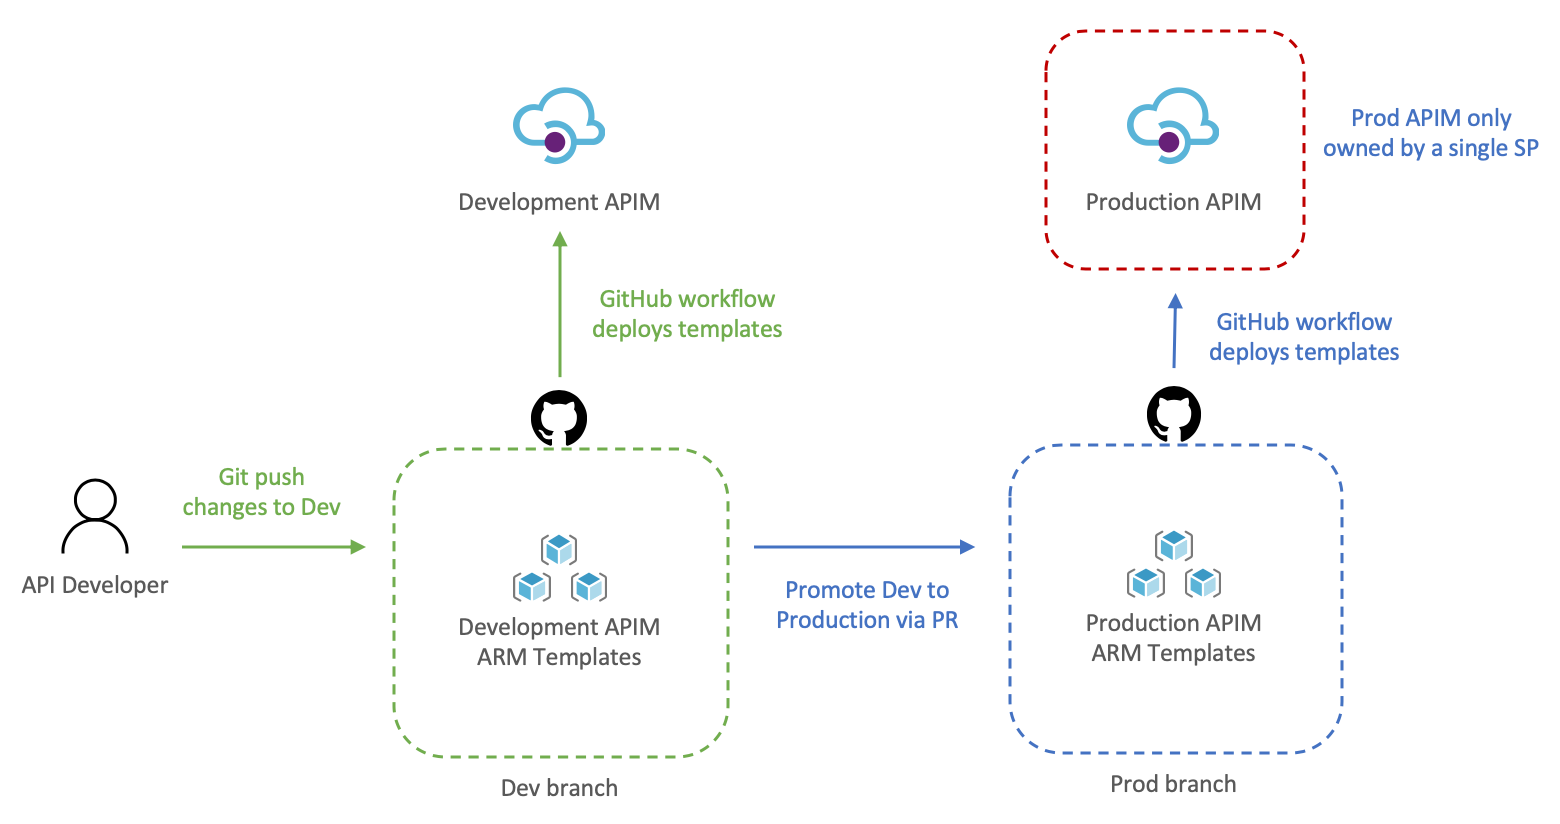 Prod APIM only
owned by a single SP
Development APIM
Production APIM
GitHub workflow
deploys templates
GitHub workflow
deploys templates
Git push
changes to Dev
API Developer
Promote Dev to
Production via PR
Development APIM
ARM Templates
Production APIM
ARM Templates
Dev branch
Prod branch